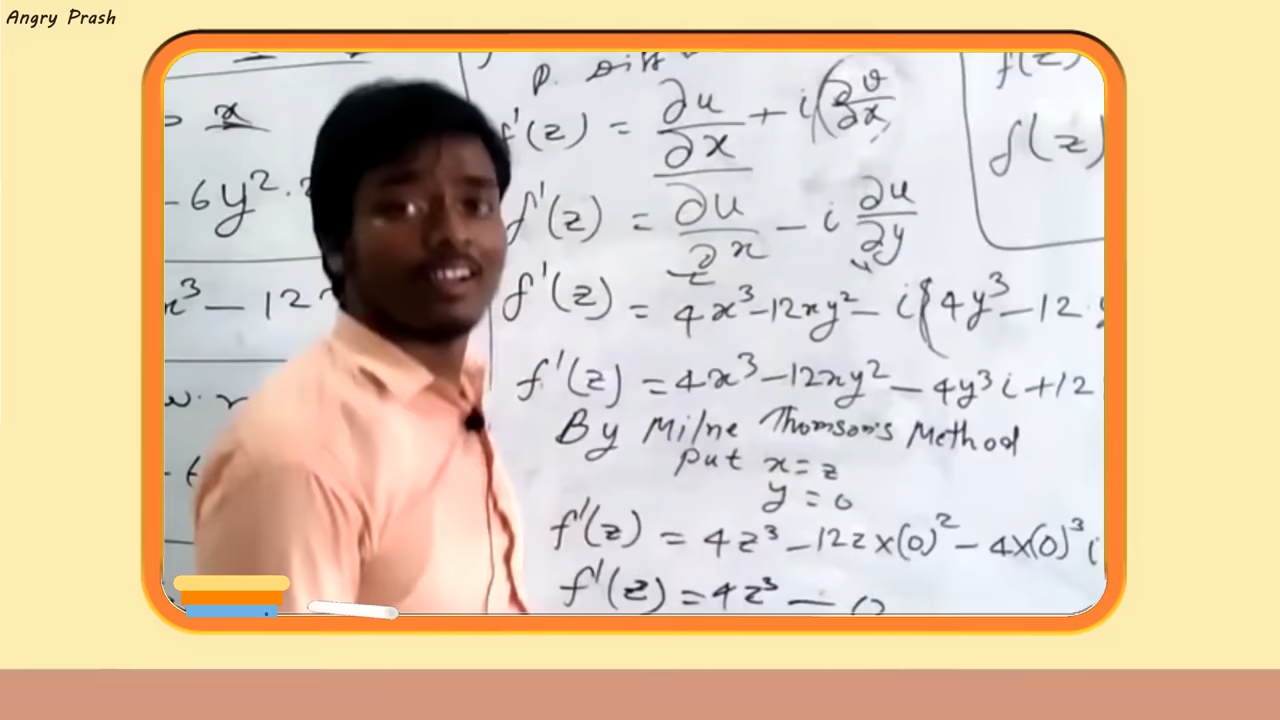 Angry Prash
x
-6y².
x³ - 12
w.r
P. Diff
f'(z) = ∂u/∂x + i(∂v/∂x)
f'(z) = ∂u/∂x - i ∂u/∂y
f'(z) = 4x³-12xy² - i{4y³-12.y
f'(z) = 4x³-12xy² - 4y³i+12
By Milne Thomson's Method
put x=z
y=0
f'(z) = 4z³-12z×(0)² - 4×(0)³ i
f'(z) = 4z³ - 0
f(z)
f(z)